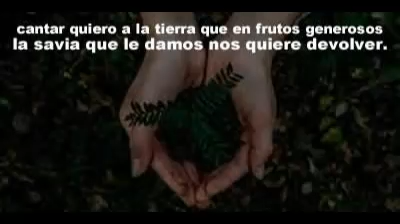 cantar quiero a la tierra que en frutos generosos
la savia que le damos nos quiere devolver.